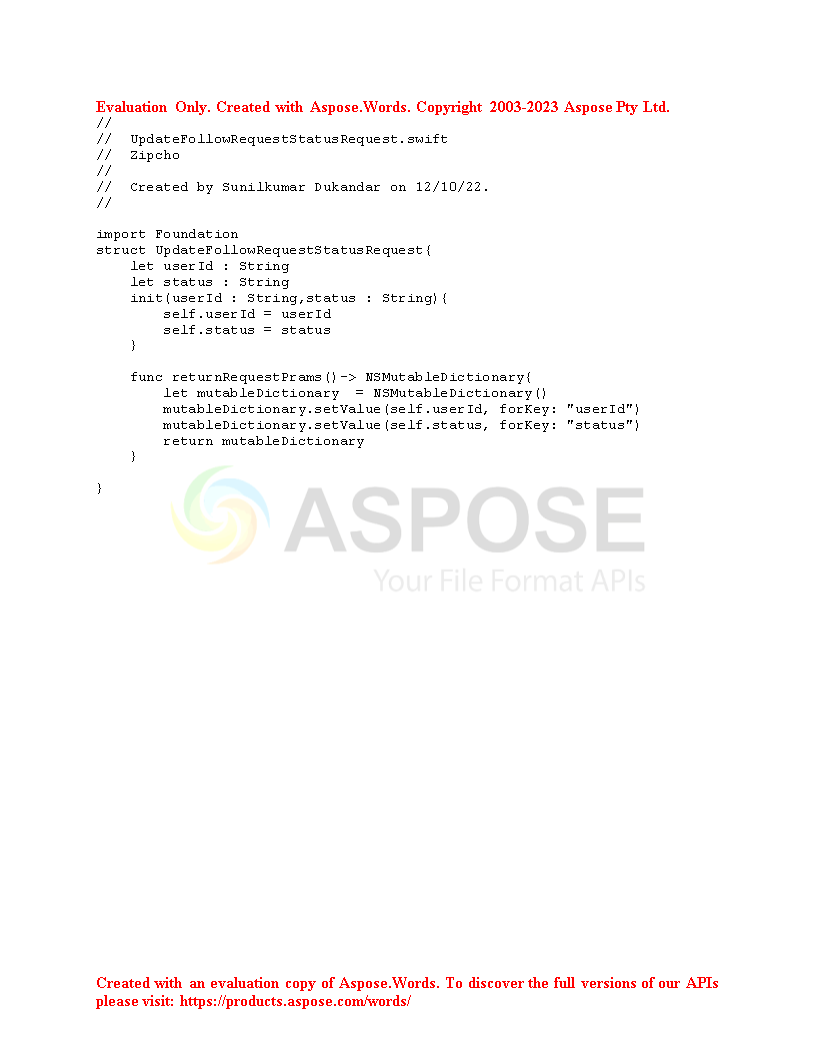 Evaluation Only. Created with Aspose.Words. Copyright 2003-2023 Aspose Pty Ltd.
//
//  UpdateFollowRequestStatusRequest.swift
//  Zipcho
//
//  Created by Sunilkumar Dukandar on 12/10/22.
//

import Foundation
struct UpdateFollowRequestStatusRequest{
    let userId : String
    let status : String
    init(userId : String,status : String){
        self.userId = userId
        self.status = status
    }

    func returnRequestPrams()-> NSMutableDictionary{
        let mutableDictionary  = NSMutableDictionary()
        mutableDictionary.setValue(self.userId, forKey: "userId")
        mutableDictionary.setValue(self.status, forKey: "status")
        return mutableDictionary
    }

}
ASPOSE
Your File Format APIs
Created with an evaluation copy of Aspose.Words. To discover the full versions of our APIs
please visit: https://products.aspose.com/words/